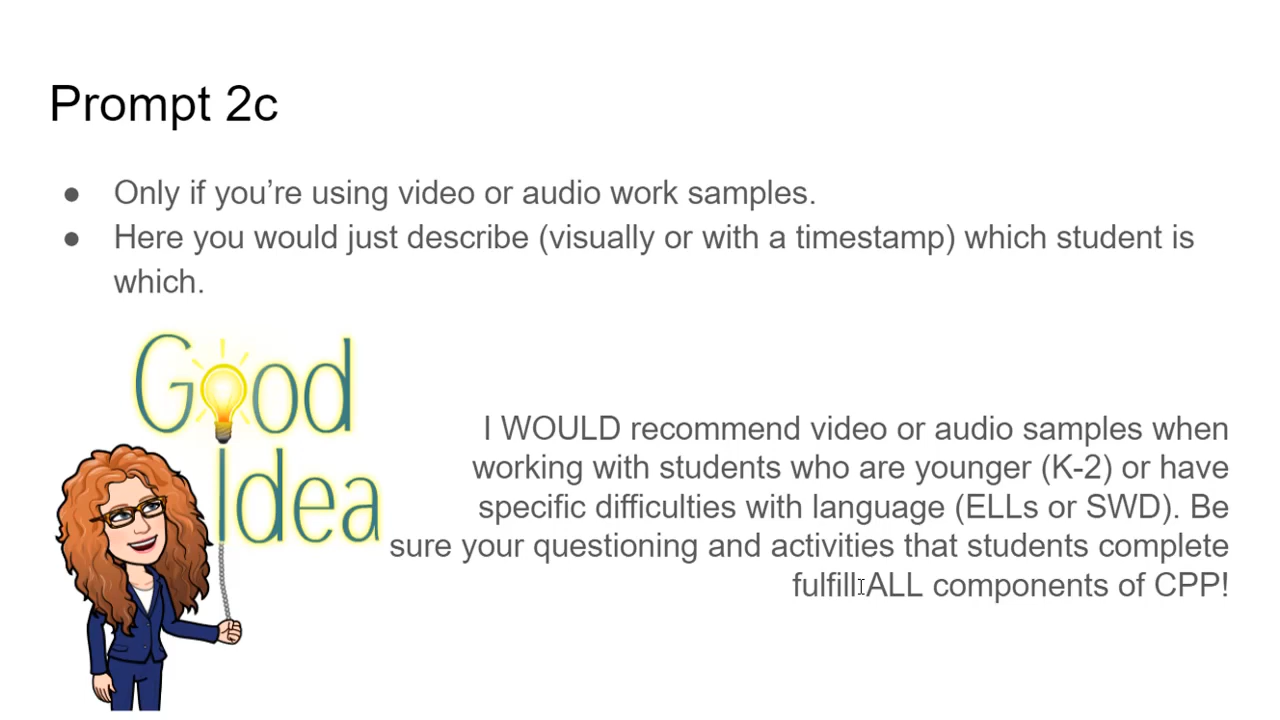 Prompt 2c
● Only if you’re using video or audio work samples.
● Here you would just describe (visually or with a timestamp) which student is
which.
Good
Idea
I WOULD recommend video or audio samples when
working with students who are younger (K-2) or have
specific difficulties with language (ELLs or SWD). Be
sure your questioning and activities that students complete
fulfill ALL components of CPP!